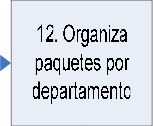 12. Organiza
paquetes por
departamento